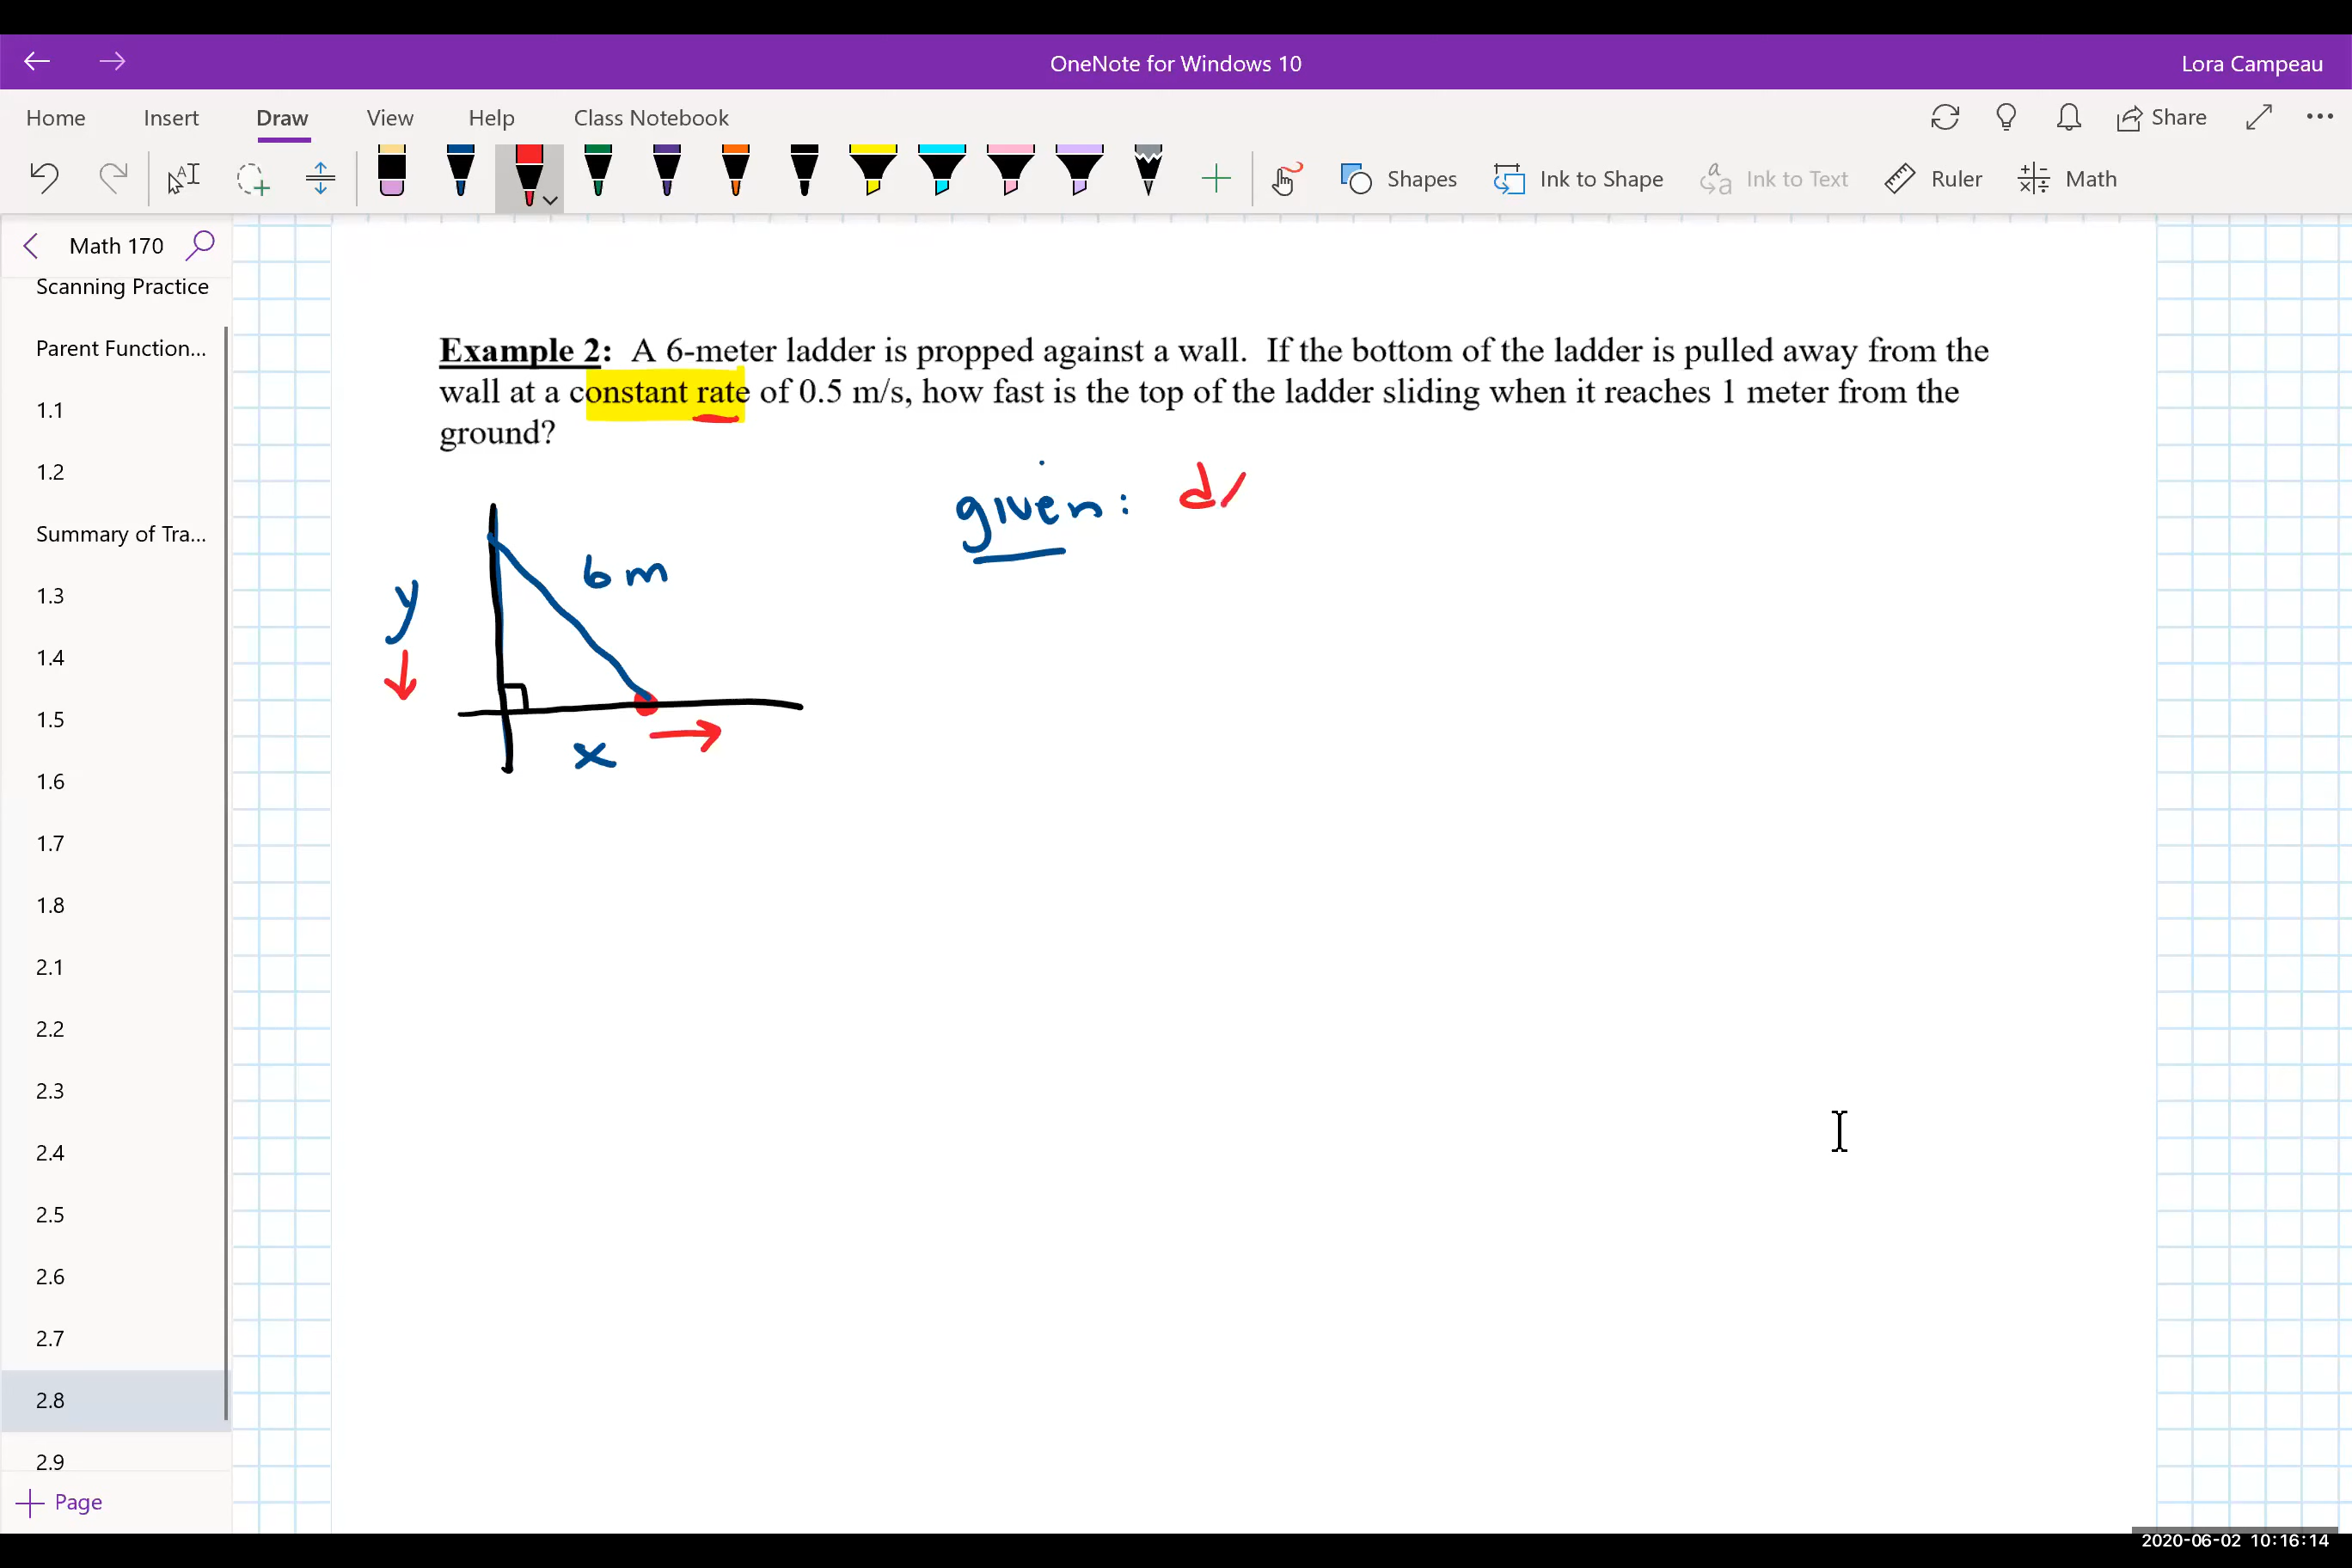 OneNote for Windows 10
Lora Campeau
Home Insert Draw View Help Class Notebook
Share
Shapes Ink to Shape Ink to Text Ruler Math
Math 170
Scanning Practice
Parent Function...
1.1
1.2
Summary of Tra...
1.3
1.4
1.5
1.6
1.7
1.8
2.1
2.2
2.3
2.4
2.5
2.6
2.7
2.8
2.9
Page
Example 2: A 6-meter ladder is propped against a wall. If the bottom of the ladder is pulled away from the
wall at a constant rate of 0.5 m/s, how fast is the top of the ladder sliding when it reaches 1 meter from the
ground?
given: d
6 m
y
x
2020-06-02 10:16:14